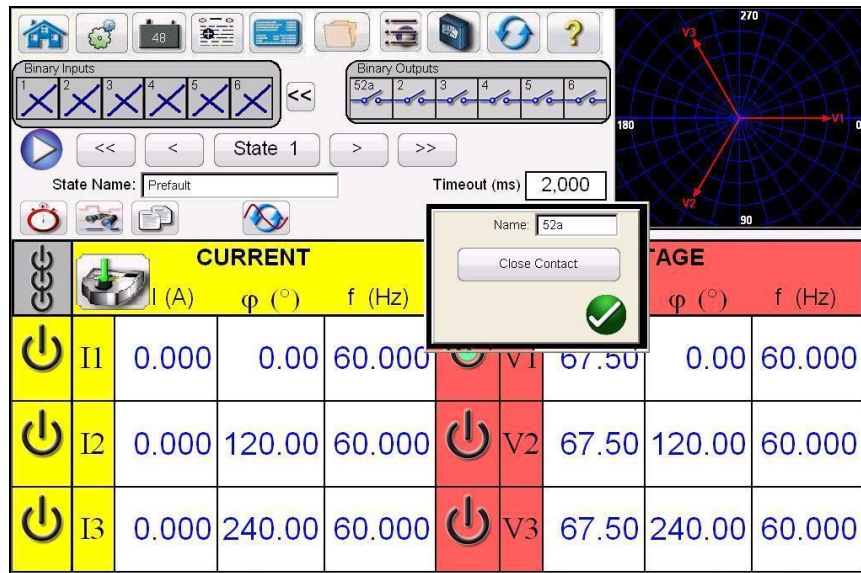 48
270
Binary Inputs
Binary Outputs
1 2 3 4 5 6
<<
52a 2 3 4 5 6
V3
180
V1
0
<< < State 1 > >>
State Name: Prefault
Timeout (ms) 2,000
V2
90
Name: 52a
Close Contact
CURRENT
TAGE
I (A) φ (°) f (Hz)
φ (°) f (Hz)
I1 0.000 0.00 60.000 V1 67.50 0.00 60.000
I2 0.000 120.00 60.000 V2 67.50 120.00 60.000
I3 0.000 240.00 60.000 V3 67.50 240.00 60.000